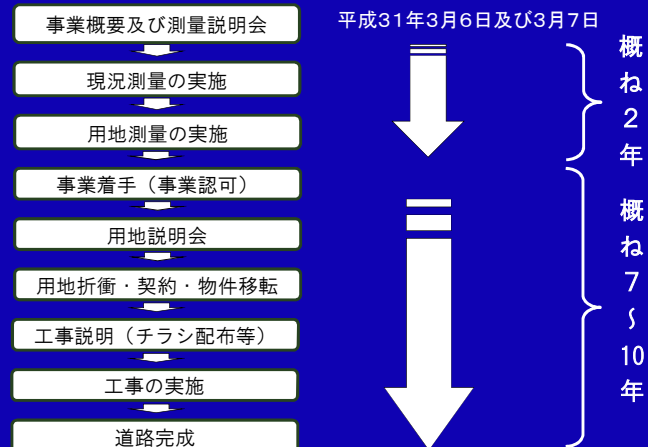 事業概要及び測量説明会
平成31年3月6日及び3月7日
現況測量の実施
用地測量の実施
概ね2年
事業着手（事業認可）
用地説明会
用地折衝・契約・物件移転
工事説明（チラシ配布等）
工事の実施
道路完成
概ね7～10年